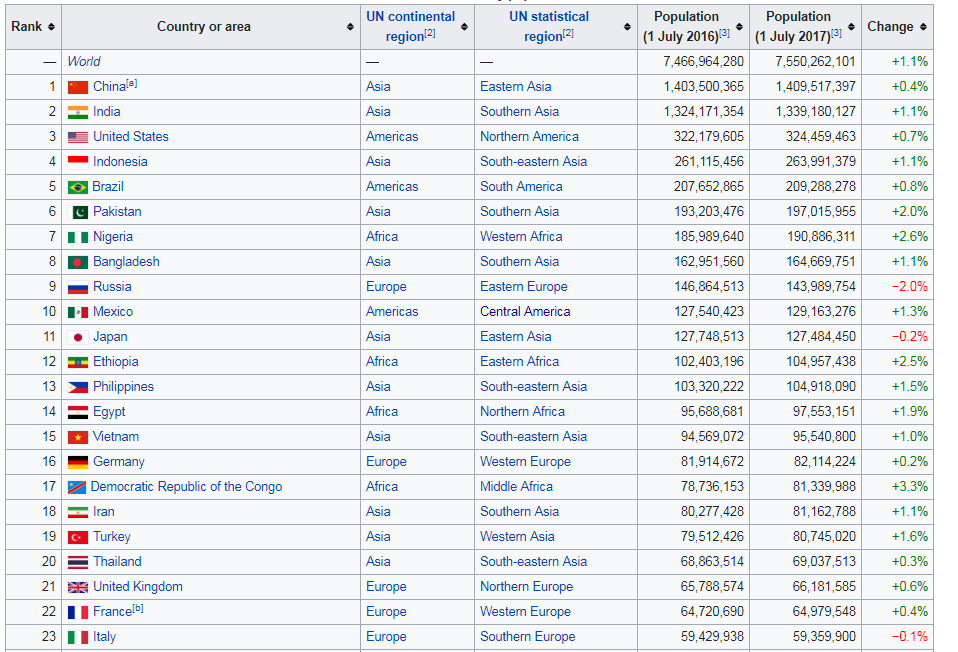 Rank Country or area UN continental region[2] UN statistical region[2] Population (1 July 2016)[3] Population (1 July 2017)[3] Change
— World — — 7,466,964,280 7,550,262,101 +1.1%
1 China[a] Asia Eastern Asia 1,403,500,365 1,409,517,397 +0.4%
2 India Asia Southern Asia 1,324,171,354 1,339,180,127 +1.1%
3 United States Americas Northern America 322,179,605 324,459,463 +0.7%
4 Indonesia Asia South-eastern Asia 261,115,456 263,991,379 +1.1%
5 Brazil Americas South America 207,652,865 209,288,278 +0.8%
6 Pakistan Asia Southern Asia 193,203,476 197,015,955 +2.0%
7 Nigeria Africa Western Africa 185,989,640 190,886,311 +2.6%
8 Bangladesh Asia Southern Asia 162,951,560 164,669,751 +1.1%
9 Russia Europe Eastern Europe 146,864,513 143,989,754 −2.0%
10 Mexico Americas Central America 127,540,423 129,163,276 +1.3%
11 Japan Asia Eastern Asia 127,748,513 127,484,450 −0.2%
12 Ethiopia Africa Eastern Africa 102,403,196 104,957,438 +2.5%
13 Philippines Asia South-eastern Asia 103,320,222 104,918,090 +1.5%
14 Egypt Africa Northern Africa 95,688,681 97,553,151 +1.9%
15 Vietnam Asia South-eastern Asia 94,569,072 95,540,800 +1.0%
16 Germany Europe Western Europe 81,914,672 82,114,224 +0.2%
17 Democratic Republic of the Congo Africa Middle Africa 78,736,153 81,339,988 +3.3%
18 Iran Asia Southern Asia 80,277,428 81,162,788 +1.1%
19 Turkey Asia Western Asia 79,512,426 80,745,020 +1.6%
20 Thailand Asia South-eastern Asia 68,863,514 69,037,513 +0.3%
21 United Kingdom Europe Northern Europe 65,788,574 66,181,585 +0.6%
22 France[b] Europe Western Europe 64,720,690 64,979,548 +0.4%
23 Italy Europe Southern Europe 59,429,938 59,359,900 −0.1%